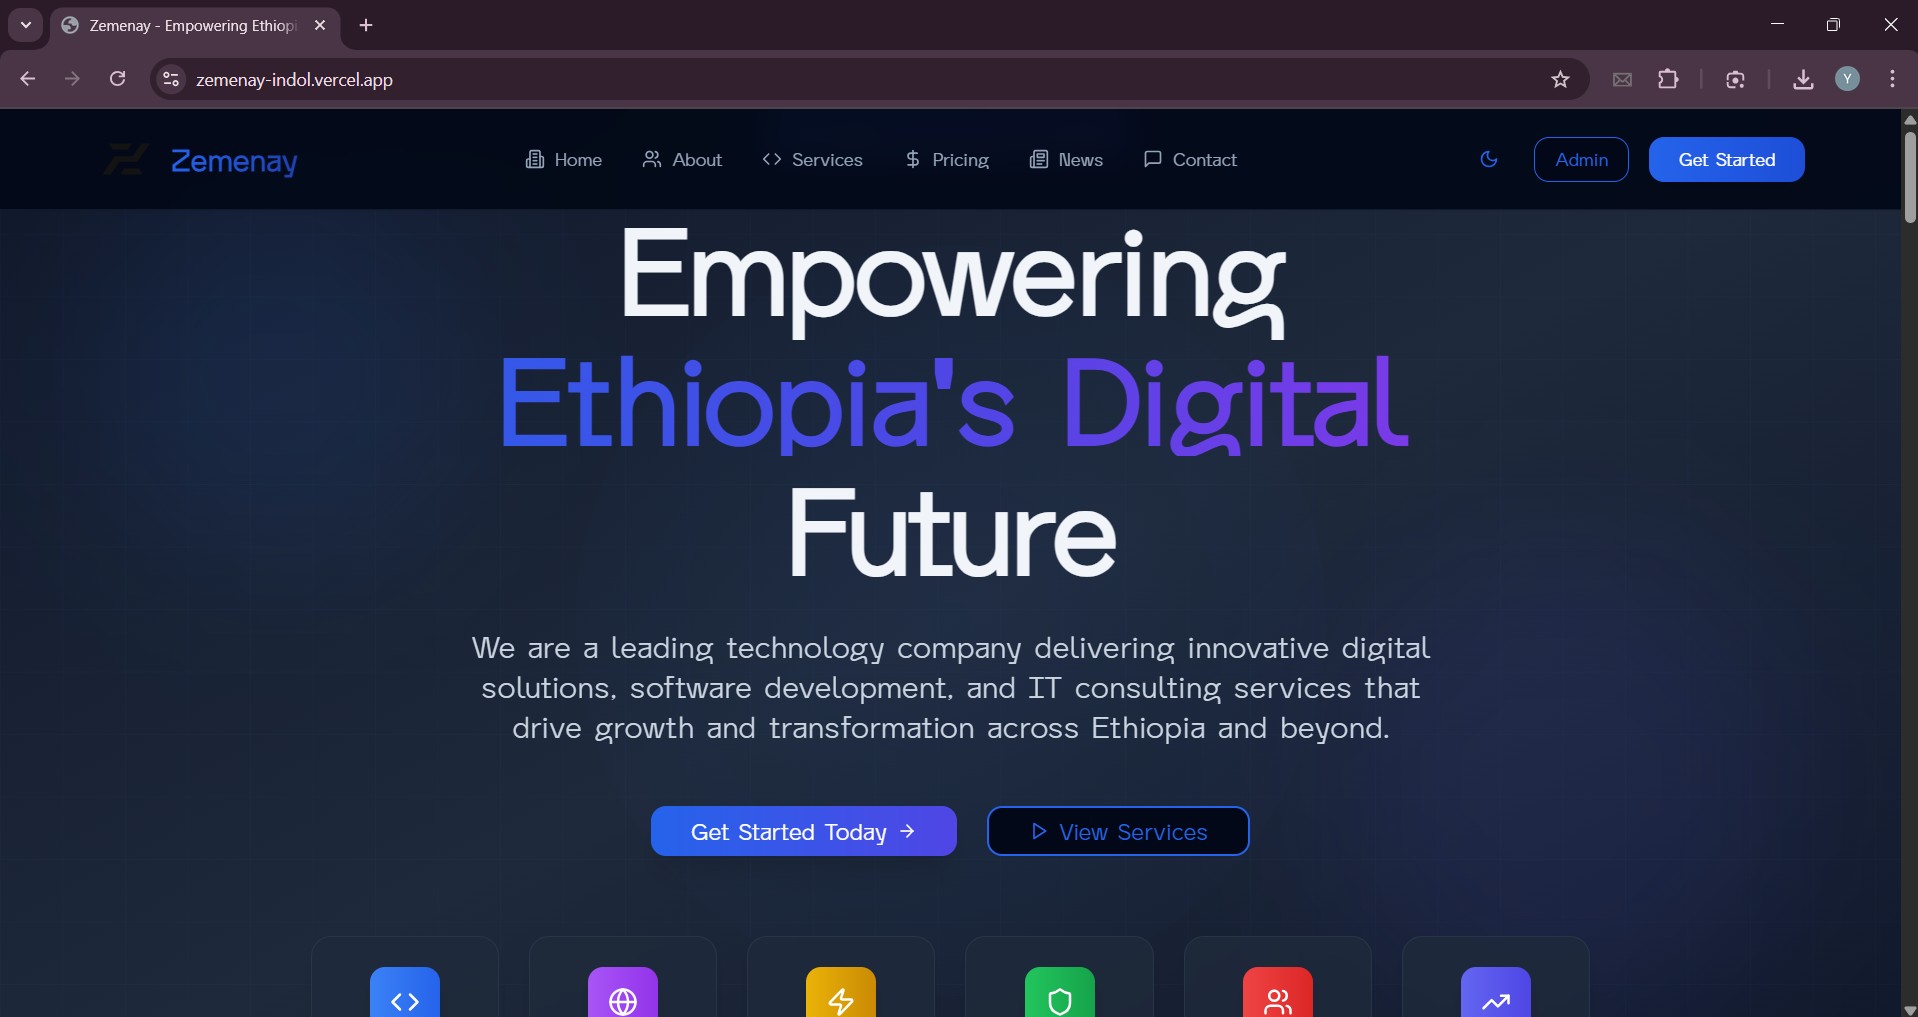 Zemenay - Empowering Ethiopi
zemenay-indol.vercel.app
Y
Zemenay
Home
About
Services
Pricing
News
Contact
Admin
Get Started
Empowering
Ethiopia's Digital
Future
We are a leading technology company delivering innovative digital
solutions, software development, and IT consulting services that
drive growth and transformation across Ethiopia and beyond.
Get Started Today
View Services